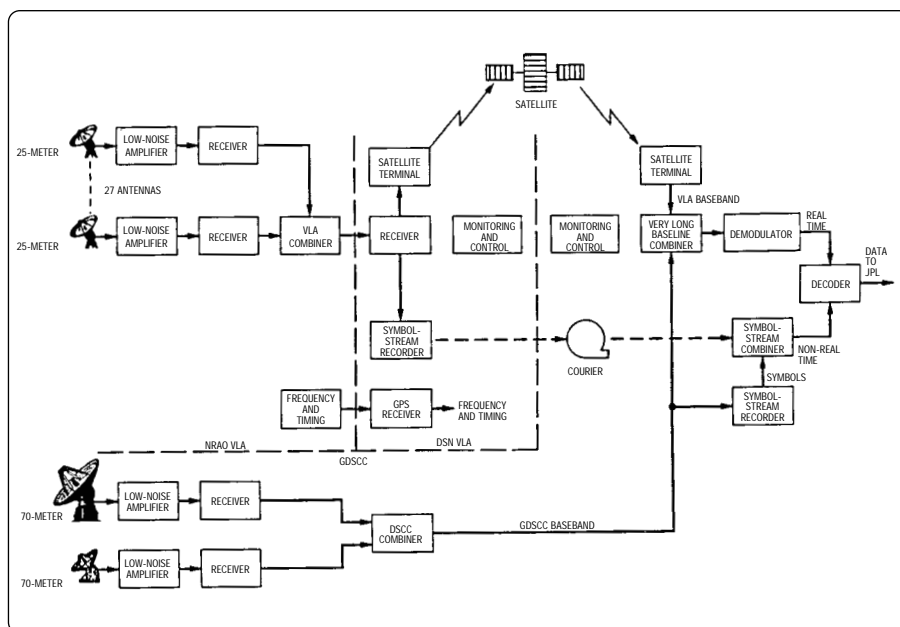 SATELLITE
25-METER
LOW-NOISE
AMPLIFIER
RECEIVER
27 ANTENNAS
25-METER
LOW-NOISE
AMPLIFIER
RECEIVER
VLA
COMBINER
SATELLITE
TERMINAL
RECEIVER
MONITORING
AND
CONTROL
MONITORING
AND
CONTROL
SATELLITE
TERMINAL
VLA BASEBAND
VERY LONG
BASELINE
COMBINER
DEMODULATOR
REAL
TIME
DECODER
DATA
TO
JPL
SYMBOL-
STREAM
RECORDER
COURIER
SYMBOL-
STREAM
COMBINER
NON-REAL
TIME
SYMBOLS
SYMBOL-
STREAM
RECORDER
FREQUENCY
AND
TIMING
GPS
RECEIVER
FREQUENCY
AND TIMING
NRAO VLA
DSN VLA
GDSCC
70-METER
LOW-NOISE
AMPLIFIER
RECEIVER
DSCC
COMBINER
GDSCC BASEBAND
70-METER
LOW-NOISE
AMPLIFIER
RECEIVER